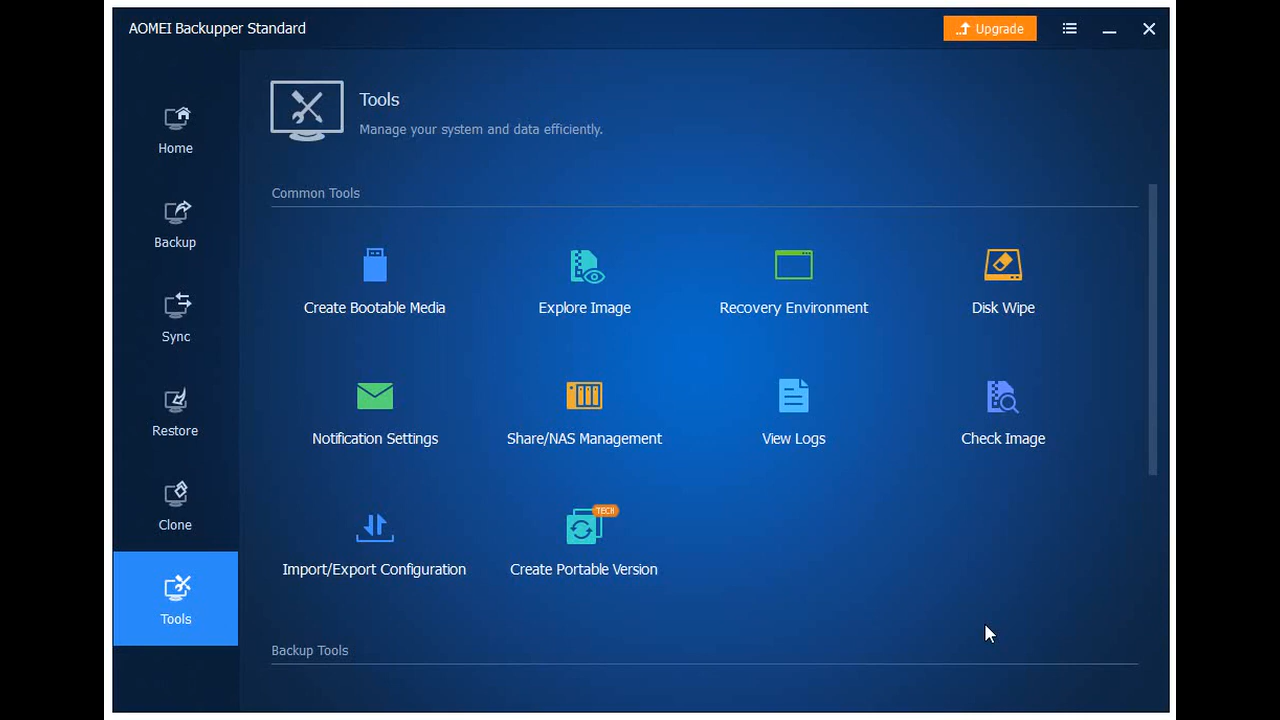 AOMEI Backupper Standard
Upgrade
Home
Backup
Sync
Restore
Clone
Tools
Tools
Manage your system and data efficiently.
Common Tools
Create Bootable Media
Explore Image
Recovery Environment
Disk Wipe
Notification Settings
Share/NAS Management
View Logs
Check Image
TECH
Import/Export Configuration
Create Portable Version
Backup Tools